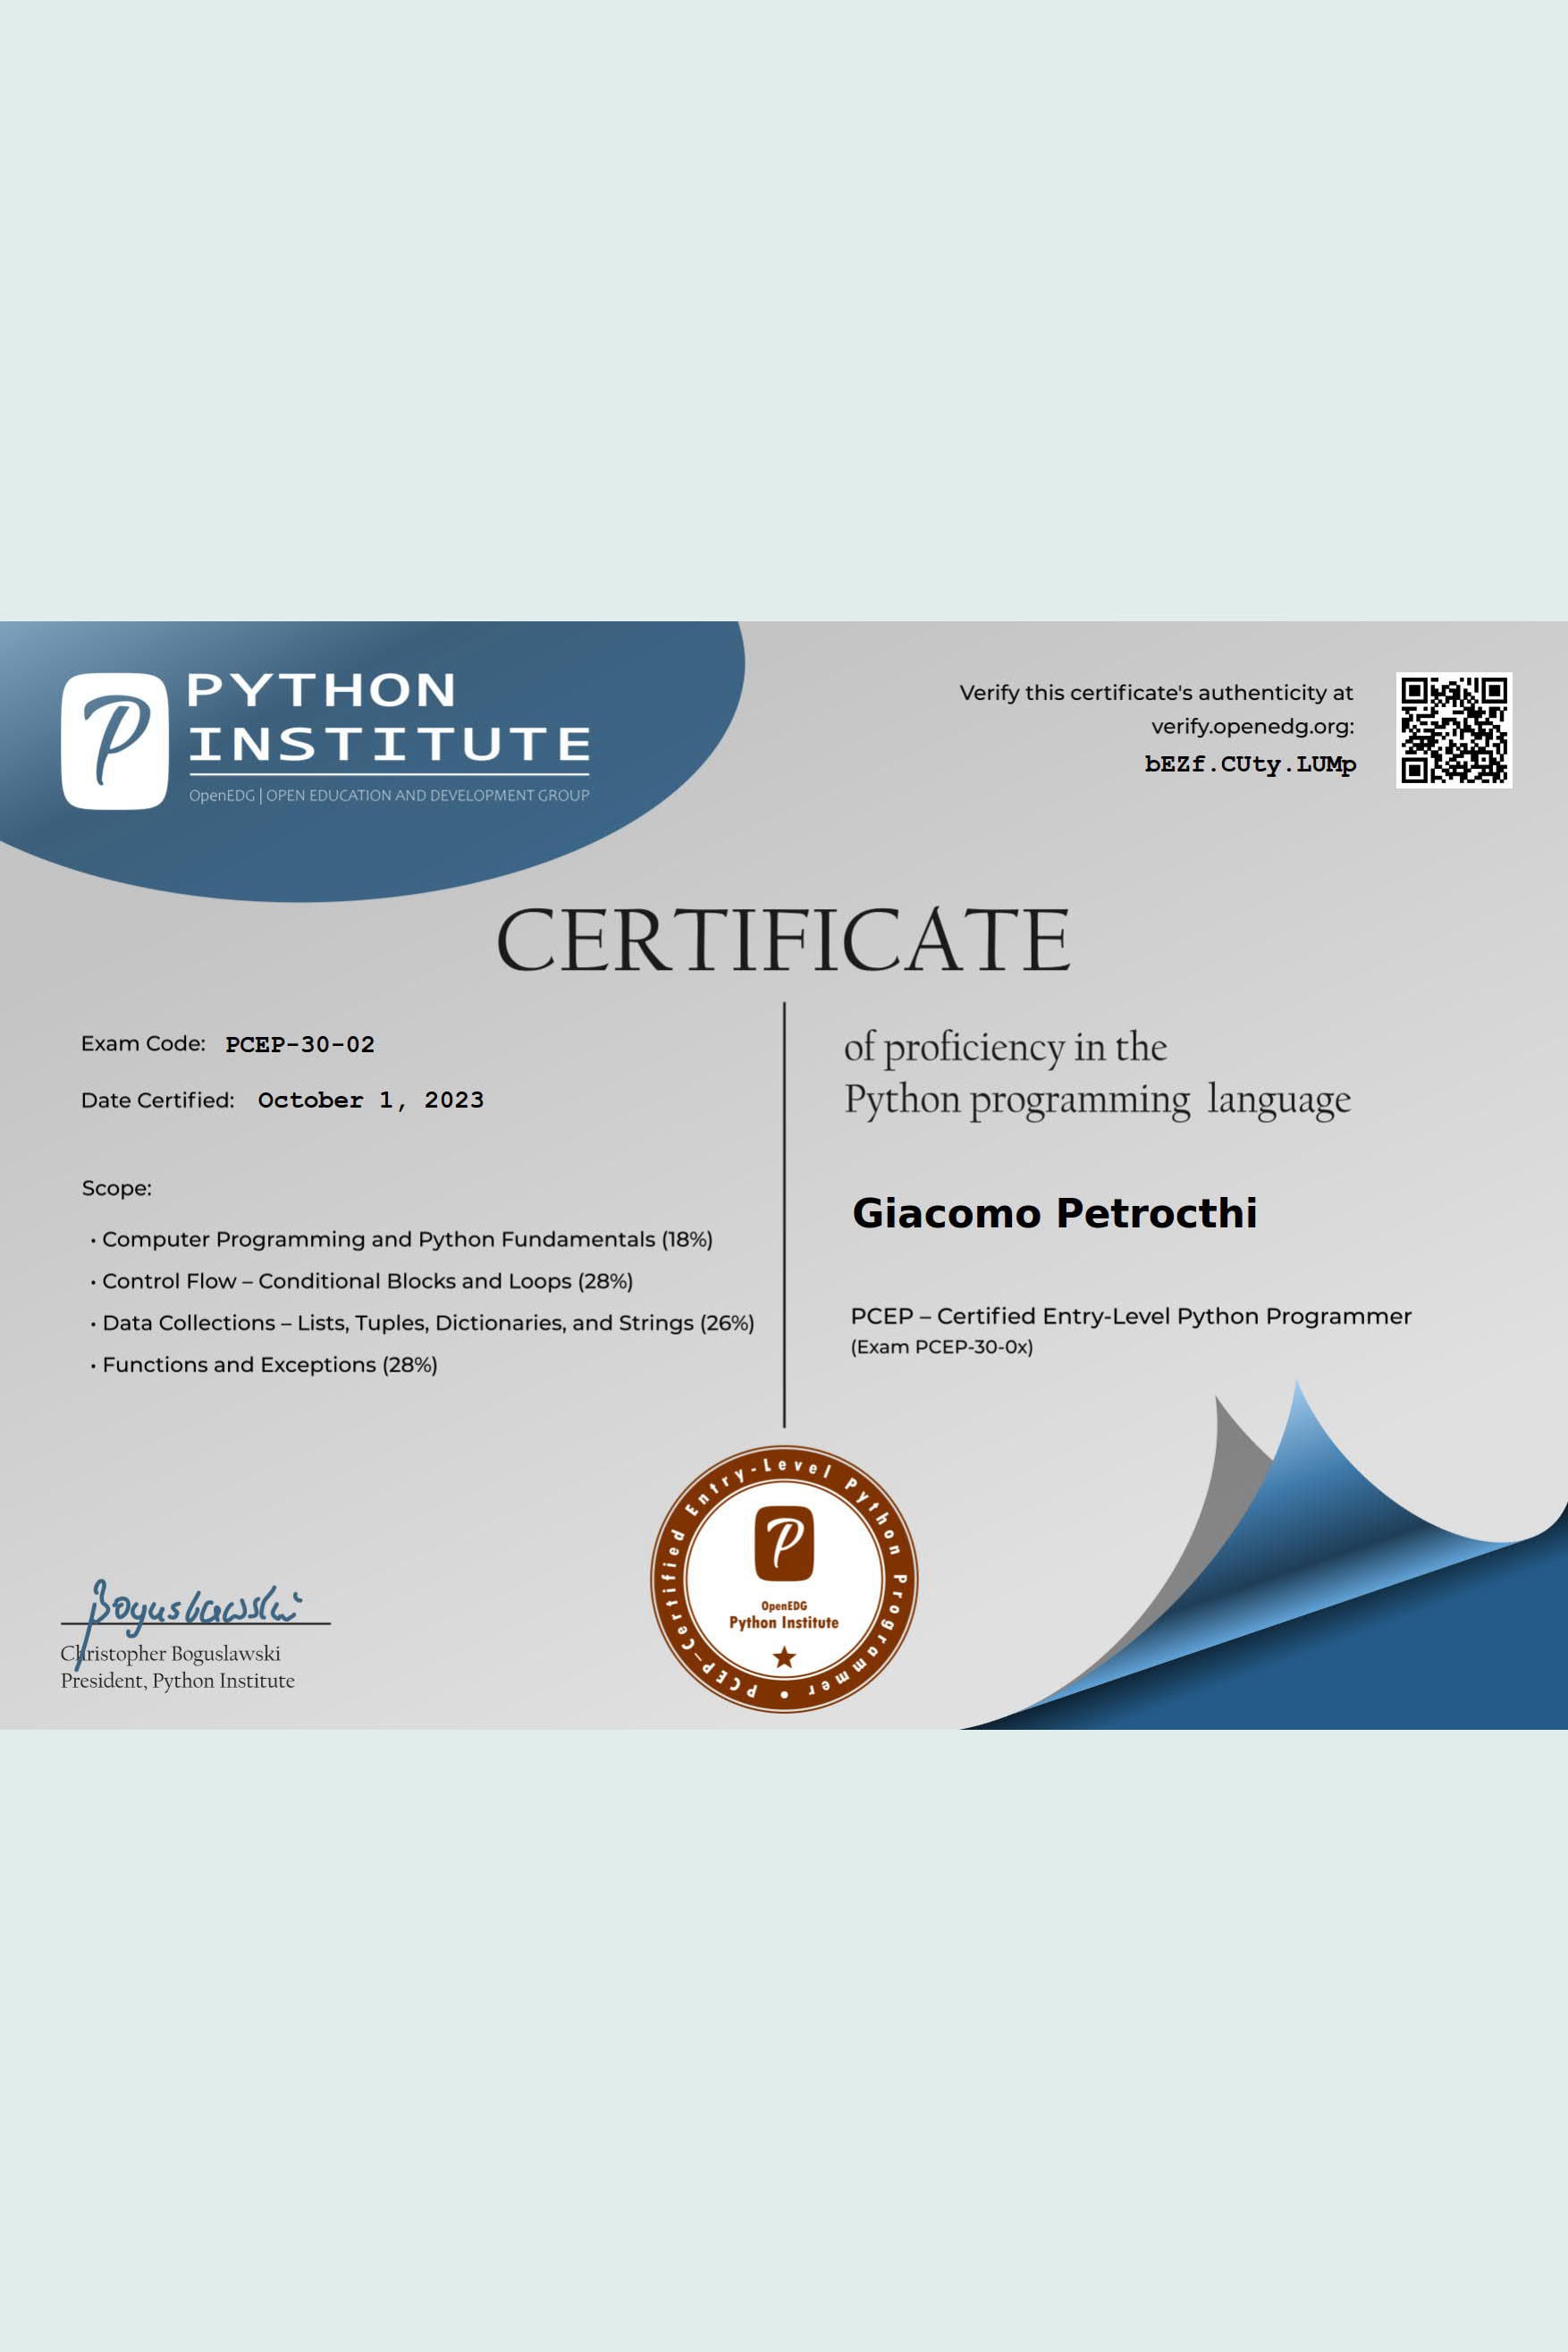 PYTHON
INSTITUTE
OpenEDG | OPEN EDUCATION AND DEVELOPMENT GROUP
Verify this certificate's authenticity at
verify.openedg.org:
bEZf.CUty.LUMp
CERTIFICATE
Exam Code: PCEP-30-02
Date Certified: October 1, 2023
Scope:
· Computer Programming and Python Fundamentals (18%)
· Control Flow – Conditional Blocks and Loops (28%)
· Data Collections – Lists, Tuples, Dictionaries, and Strings (26%)
· Functions and Exceptions (28%)
of proficiency in the
Python programming language
Giacomo Petrocthi
PCEP – Certified Entry-Level Python Programmer
(Exam PCEP-30-0x)
Boguslawski
Christopher Boguslawski
President, Python Institute
PCEP-Certified Entry-Level Python Programmer •
P
OpenEDG
Python Institute